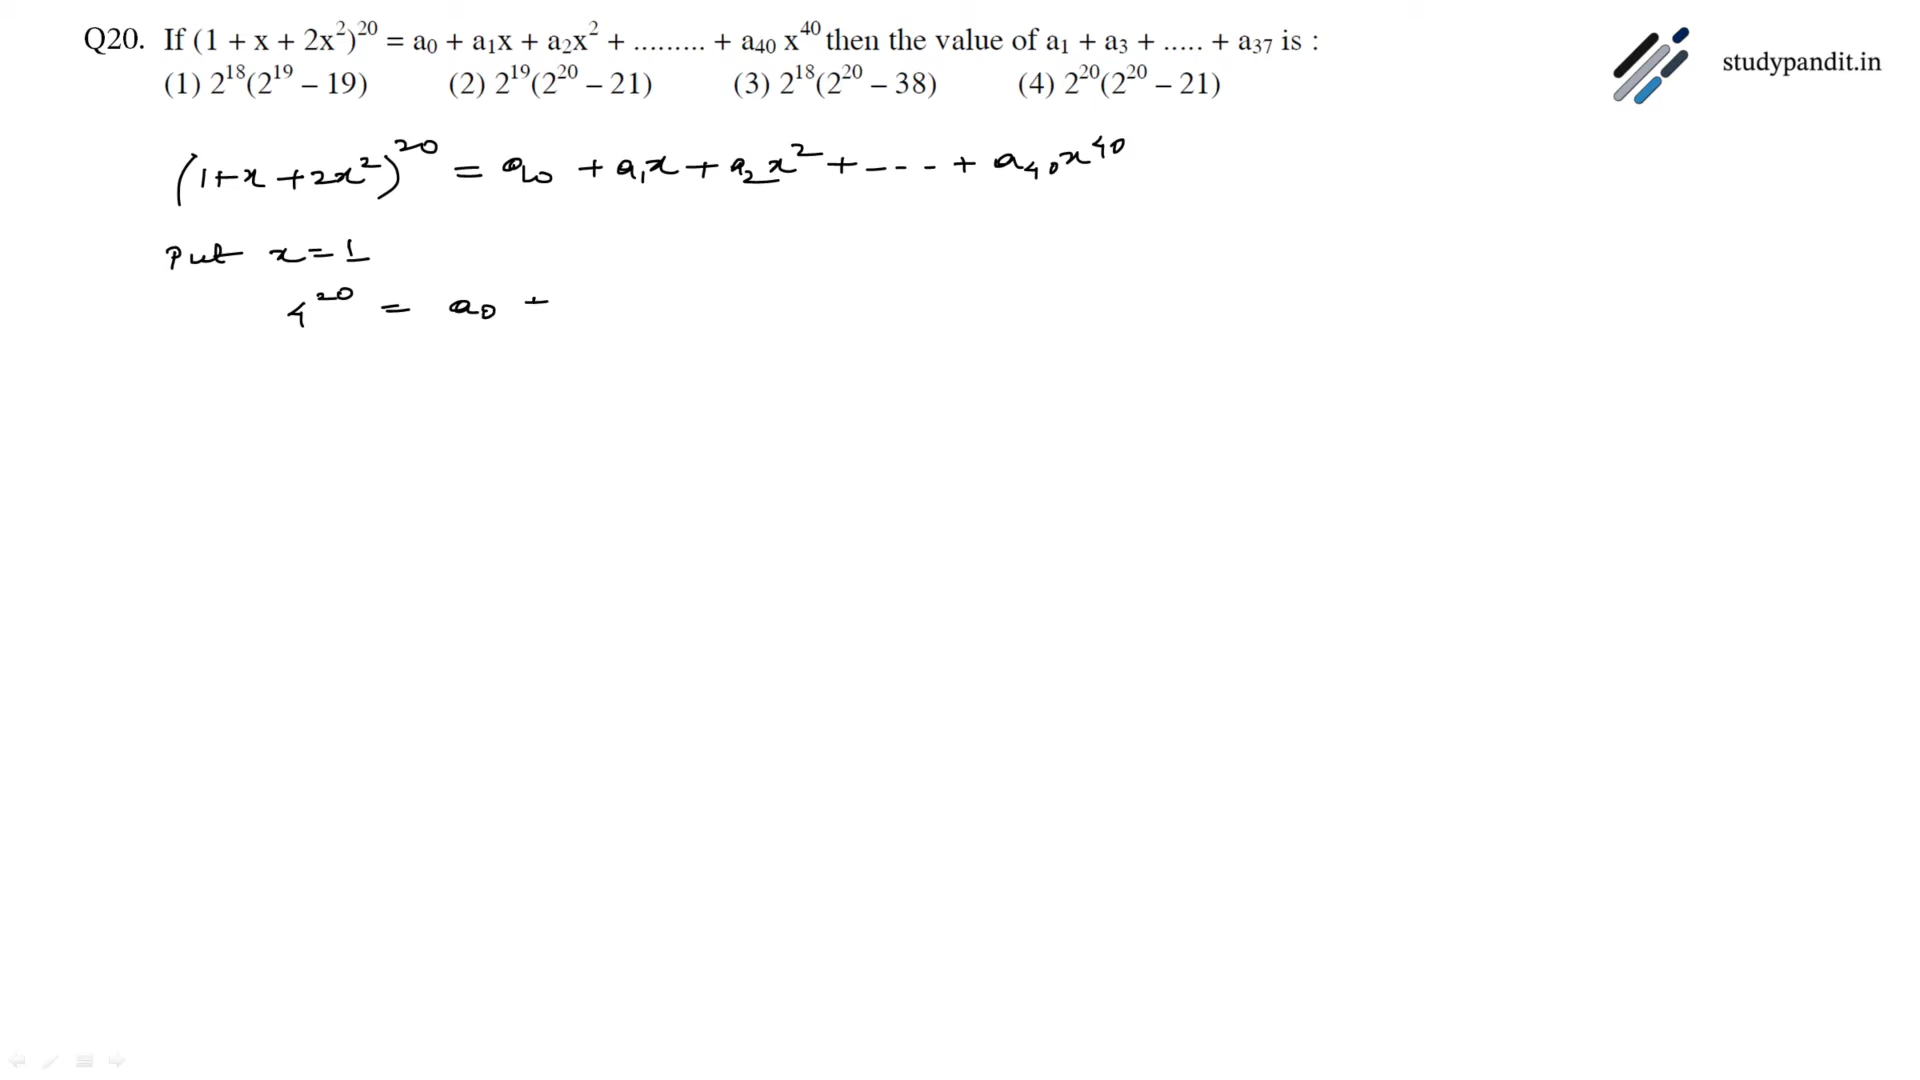 Q20. If (1 + x + 2x²)²⁰ = a₀ + a₁x + a₂x² + ......... + a₄₀ x⁴⁰ then the value of a₁ + a₃ + ..... + a₃₇ is :
(1) 2¹⁸(2¹⁹ – 19) (2) 2¹⁹(2²⁰ – 21) (3) 2¹⁸(2²⁰ – 38) (4) 2²⁰(2²⁰ – 21)
studypandit.in
(1+x+2x²)²⁰ = a₀ + a₁x + a₂x² + ---- + a₄₀x⁴⁰
Put x=1
4²⁰ = a₀ +